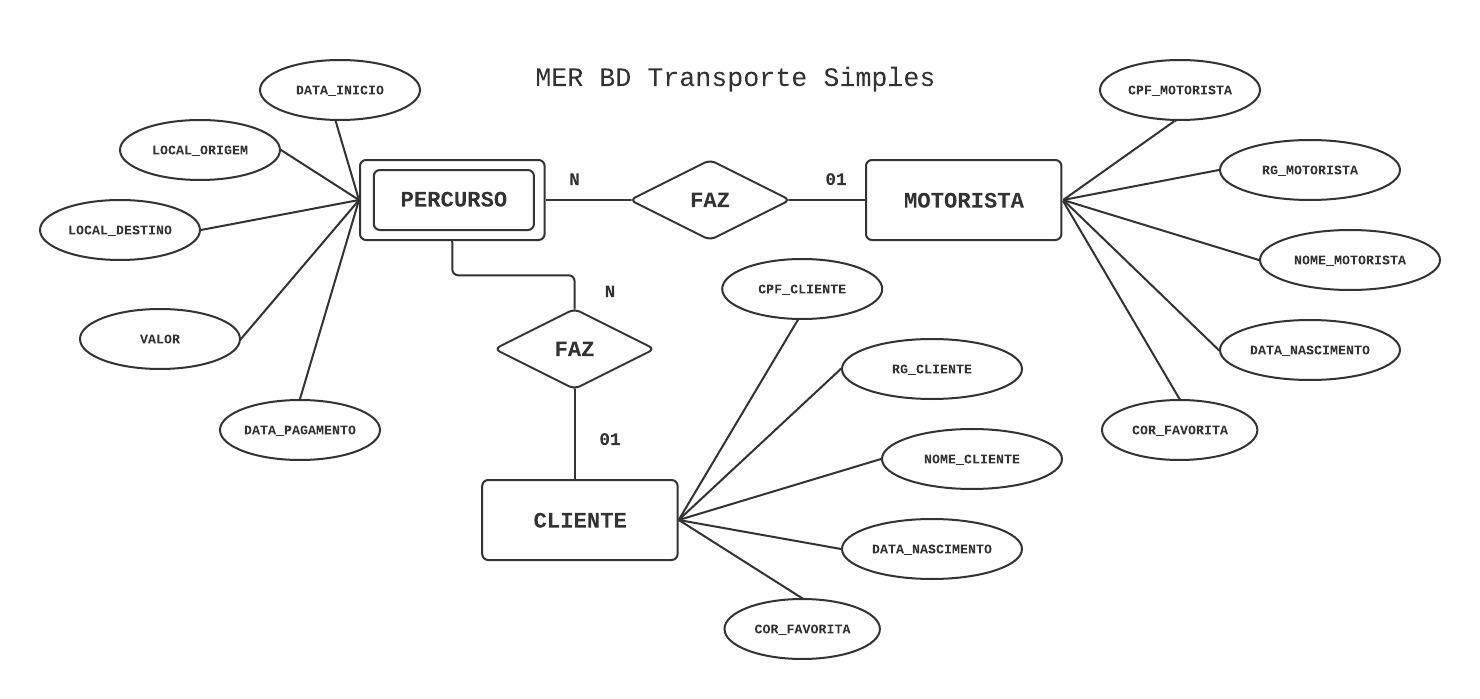 MER BD Transporte Simples
DATA_INICIO
LOCAL_ORIGEM
LOCAL_DESTINO
VALOR
DATA_PAGAMENTO
PERCURSO
N
FAZ
01
MOTORISTA
CPF_MOTORISTA
RG_MOTORISTA
NOME_MOTORISTA
DATA_NASCIMENTO
COR_FAVORITA
N
FAZ
01
CLIENTE
CPF_CLIENTE
RG_CLIENTE
NOME_CLIENTE
DATA_NASCIMENTO
COR_FAVORITA